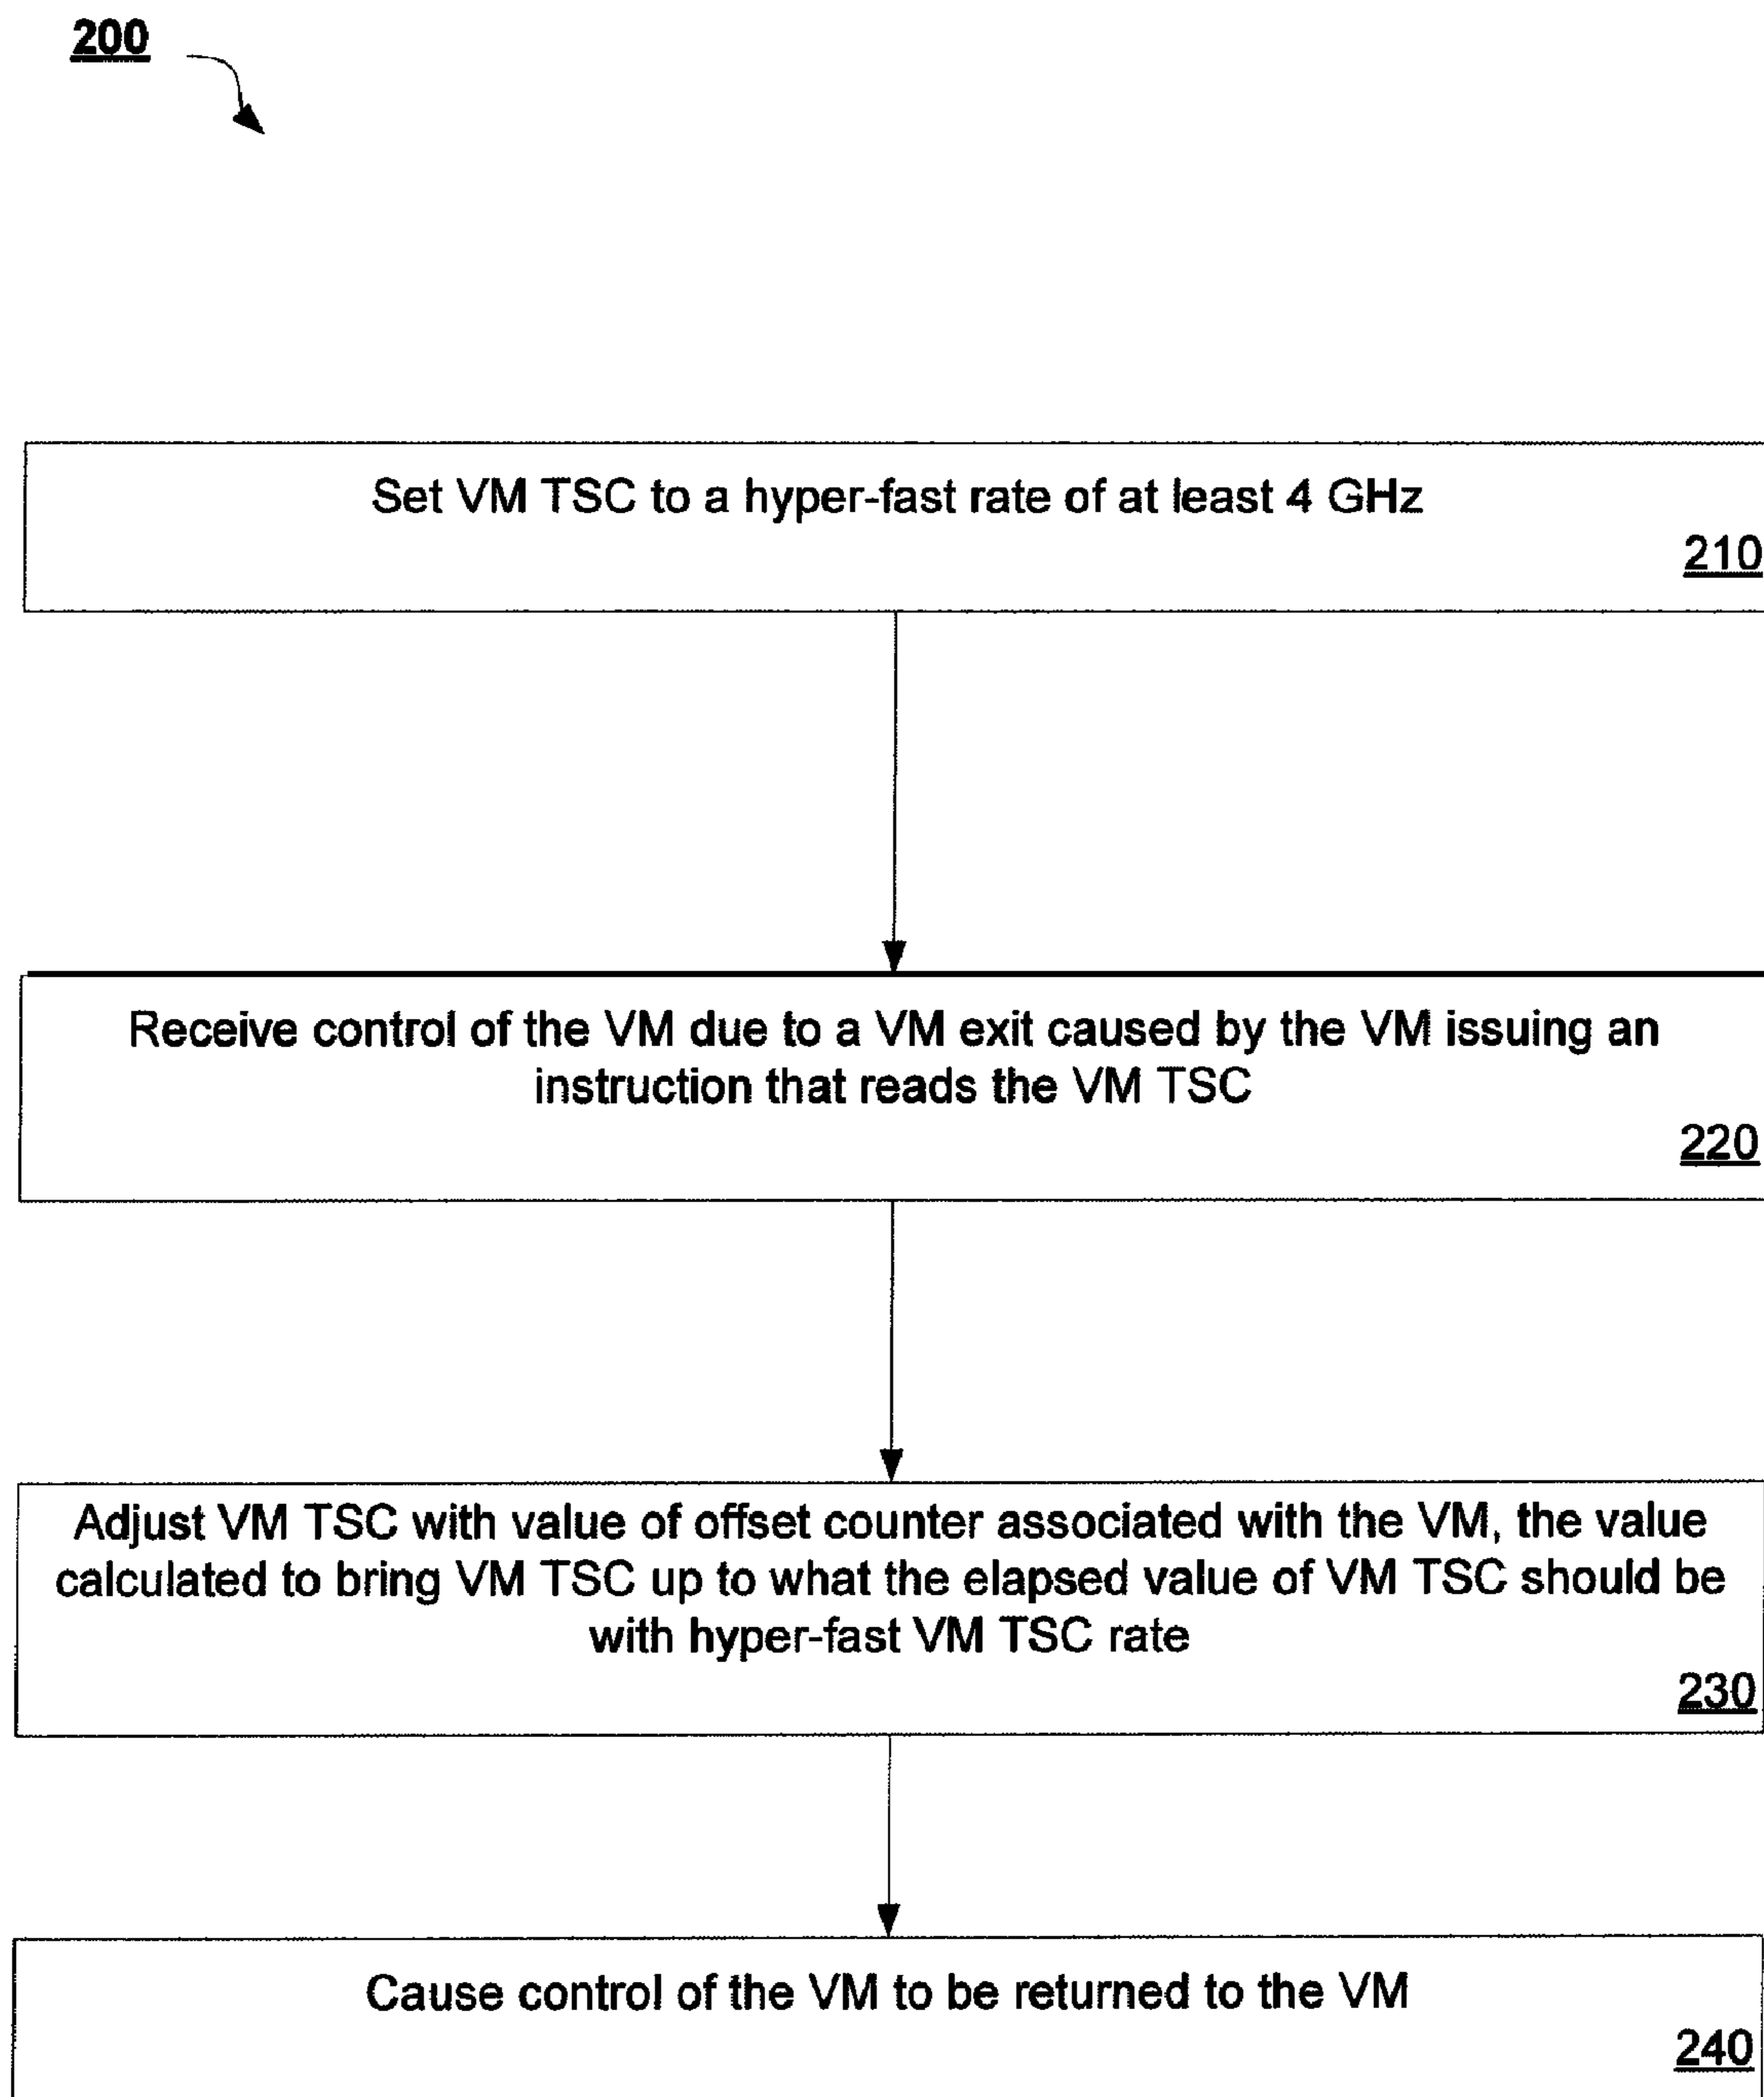 200
Set VM TSC to a hyper-fast rate of at least 4 GHz
210
Receive control of the VM due to a VM exit caused by the VM issuing an
instruction that reads the VM TSC
220
Adjust VM TSC with value of offset counter associated with the VM, the value
calculated to bring VM TSC up to what the elapsed value of VM TSC should be
with hyper-fast VM TSC rate
230
Cause control of the VM to be returned to the VM
240